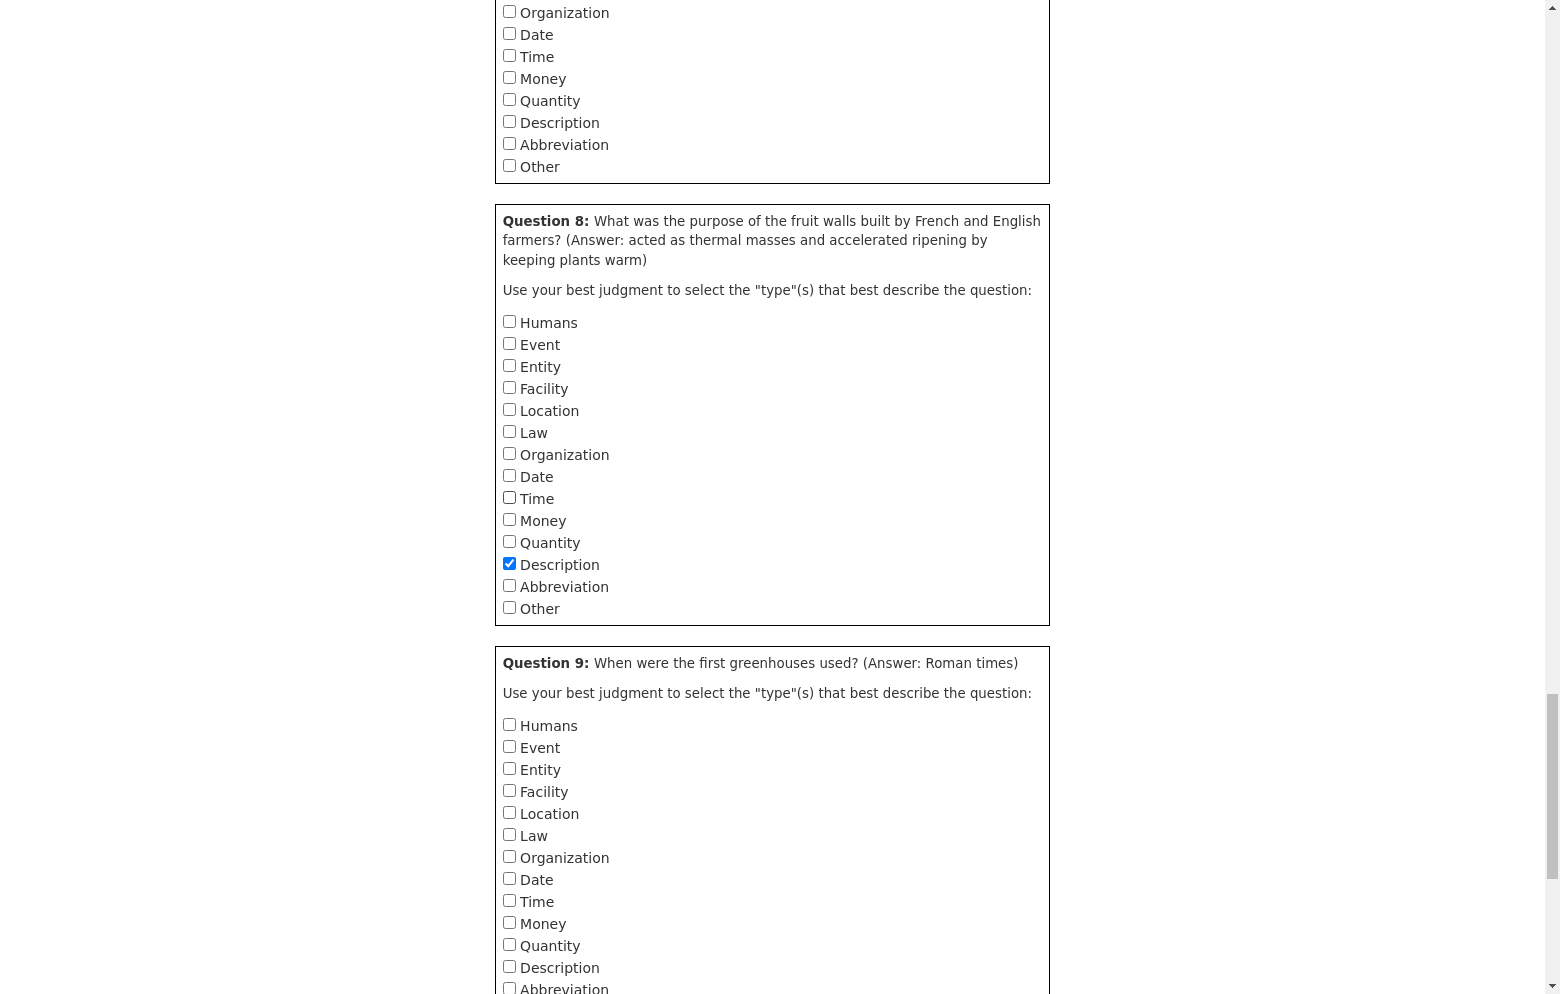 Organization
Date
Time
Money
Quantity
Description
Abbreviation
Other
Question 8: What was the purpose of the fruit walls built by French and English
farmers? (Answer: acted as thermal masses and accelerated ripening by
keeping plants warm)
Use your best judgment to select the "type"(s) that best describe the question:
Humans
Event
Entity
Facility
Location
Law
Organization
Date
Time
Money
Quantity
Description
Abbreviation
Other
Question 9: When were the first greenhouses used? (Answer: Roman times)
Use your best judgment to select the "type"(s) that best describe the question:
Humans
Event
Entity
Facility
Location
Law
Organization
Date
Time
Money
Quantity
Description
Abbreviation